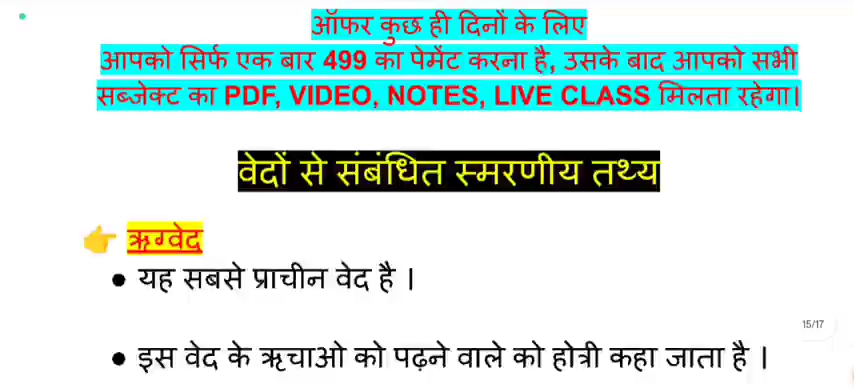 ऑफर कुछ ही दिनों के लिए
आपको सिर्फ एक बार 499 का पेमेंट करना है, उसके बाद आपको सभी
सब्जेक्ट का PDF, VIDEO, NOTES, LIVE CLASS मिलता रहेगा।
वेदों से संबंधित स्मरणीय तथ्य
👉 ऋग्वेद
● यह सबसे प्राचीन वेद है ।
15/17
● इस वेद के ऋचाओ को पढ़ने वाले को होत्री कहा जाता है ।